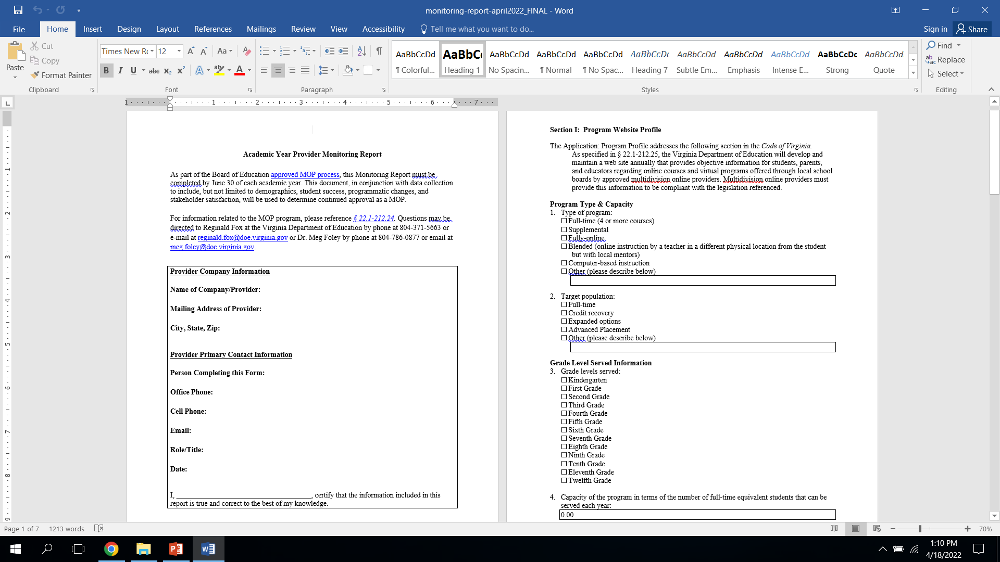 monitoring-report-april2022_FINAL - Word
File Home Insert Design Layout References Mailings Review View Accessibility Tell me what you want to do... Sign in Share
Paste
Cut
Copy
Format Painter
Clipboard
Times New Ro 12
Font
Paragraph
AaBbCcDd AaBbC AaBbCcDd AaBbCcDd AaBbCcDd AaBbCcDc AaBbCcDd AaBbCcDd AaBbCcDd AaBbCcDc AaBbCcDd
¶ Colorful... Heading 1 No Spacin... ¶ Normal ¶ No Spac... Heading 7 Subtle Em... Emphasis Intense E... Strong Quote
Styles
Find
Replace
Select
Editing
1 1 2 3 4 5 6 7
Academic Year Provider Monitoring Report
As part of the Board of Education approved MOP process, this Monitoring Report must be
completed by June 30 of each academic year. This document, in conjunction with data collection
to include, but not limited to demographics, student success, programmatic changes, and
stakeholder satisfaction, will be used to determine continued approval as a MOP.
For information related to the MOP program, please reference § 22.1-212.24. Questions may be
directed to Reginald Fox at the Virginia Department of Education by phone at 804-371-5663 or
e-mail at reginald.fox@doe.virginia.gov or Dr. Meg Foley by phone at 804-786-0877 or email at
meg.foley@doe.virginia.gov.
Provider Company Information
Name of Company/Provider:
Mailing Address of Provider:
City, State, Zip:
Provider Primary Contact Information
Person Completing this Form:
Office Phone:
Cell Phone:
Email:
Role/Title:
Date:
I, ______________________________________, certify that the information included in this
report is true and correct to the best of my knowledge.
Section I:  Program Website Profile
The Application: Program Profile addresses the following section in the Code of Virginia.
As specified in § 22.1-212.25, the Virginia Department of Education will develop and
maintain a web site annually that provides objective information for students, parents,
and educators regarding online courses and virtual programs offered through local school
boards by approved multidivision online providers. Multidivision online providers must
provide this information to be compliant with the legislation referenced.
Program Type & Capacity
1. Type of program:
☐ Full-time (4 or more courses)
☐ Supplemental
☐ Fully-online
☐ Blended (online instruction by a teacher in a different physical location from the student
but with local mentors)
☐ Computer-based instruction
☐ Other (please describe below)
2. Target population:
☐ Full-time
☐ Credit recovery
☐ Expanded options
☐ Advanced Placement
☐ Other (please describe below)
Grade Level Served Information
3. Grade levels served:
☐ Kindergarten
☐ First Grade
☐ Second Grade
☐ Third Grade
☐ Fourth Grade
☐ Fifth Grade
☐ Sixth Grade
☐ Seventh Grade
☐ Eighth Grade
☐ Ninth Grade
☐ Tenth Grade
☐ Eleventh Grade
☐ Twelfth Grade
4. Capacity of the program in terms of the number of full-time equivalent students that can be
served each year:
0.00
1
2
3
4
5
6
7
8
9
Page 1 of 7 1213 words 70%
1:10 PM
4/18/2022